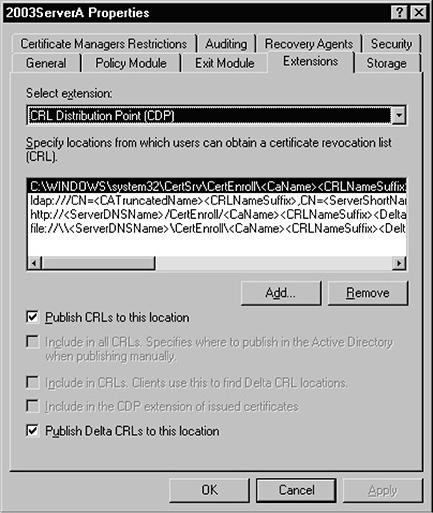 2003ServerA Properties
Certificate Managers Restrictions Auditing Recovery Agents Security
General Policy Module Exit Module Extensions Storage
Select extension:
CRL Distribution Point (CDP)
Specify locations from which users can obtain a certificate revocation list
(CRL).
C:\WINDOWS\system32\CertSrv\CertEnroll\<CaName><CRLNameSuffix>
ldap:///CN=<CATruncatedName><CRLNameSuffix>,CN=<ServerShortName
http://<ServerDNSName>/CertEnroll/<CaName><CRLNameSuffix><Delta
file://\\<ServerDNSName>\CertEnroll\<CaName><CRLNameSuffix><Delt
Add... Remove
Publish CRLs to this location
Include in all CRLs. Specifies where to publish in the Active Directory
when publishing manually.
Include in CRLs. Clients use this to find Delta CRL locations.
Include in the CDP extension of issued certificates
Publish Delta CRLs to this location
OK Cancel Apply